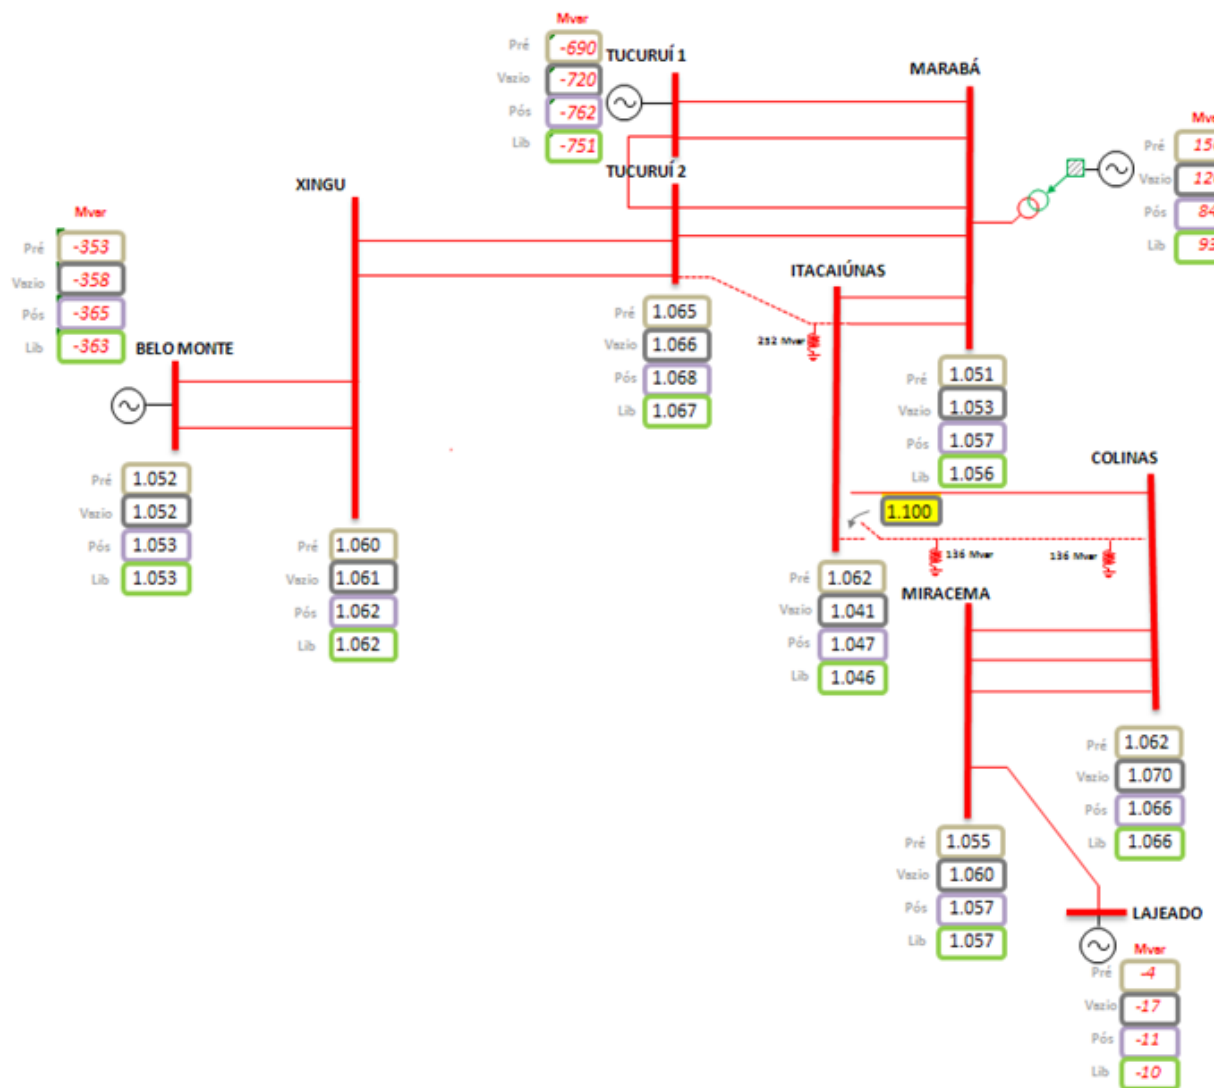 Mvar
Pré -690
Vazio -720
Pós -762
Lib -751
TUCURUÍ 1
MARABÁ
TUCURUÍ 2
XINGU
Mvar
Pré -353
Vazio -358
Pós -365
Lib -363
BELO MONTE
Pré
Vazio
Pós
Lib
ITACAIÚNAS
252 Mvar
Pré 1.065
Vazio 1.066
Pós 1.068
Lib 1.067
Pré 1.051
Vazio 1.053
Pós 1.057
Lib 1.056
COLINAS
1.100
136 Mvar
136 Mvar
Pré 1.052
Vazio 1.052
Pós 1.053
Lib 1.053
Pré 1.060
Vazio 1.061
Pós 1.062
Lib 1.062
Pré 1.062
Vazio 1.041
Pós 1.047
Lib 1.046
MIRACEMA
Pré 1.062
Vazio 1.070
Pós 1.066
Lib 1.066
Pré 1.055
Vazio 1.060
Pós 1.057
Lib 1.057
LAJEADO
Mvar
Pré -4
Vazio -17
Pós -11
Lib -10